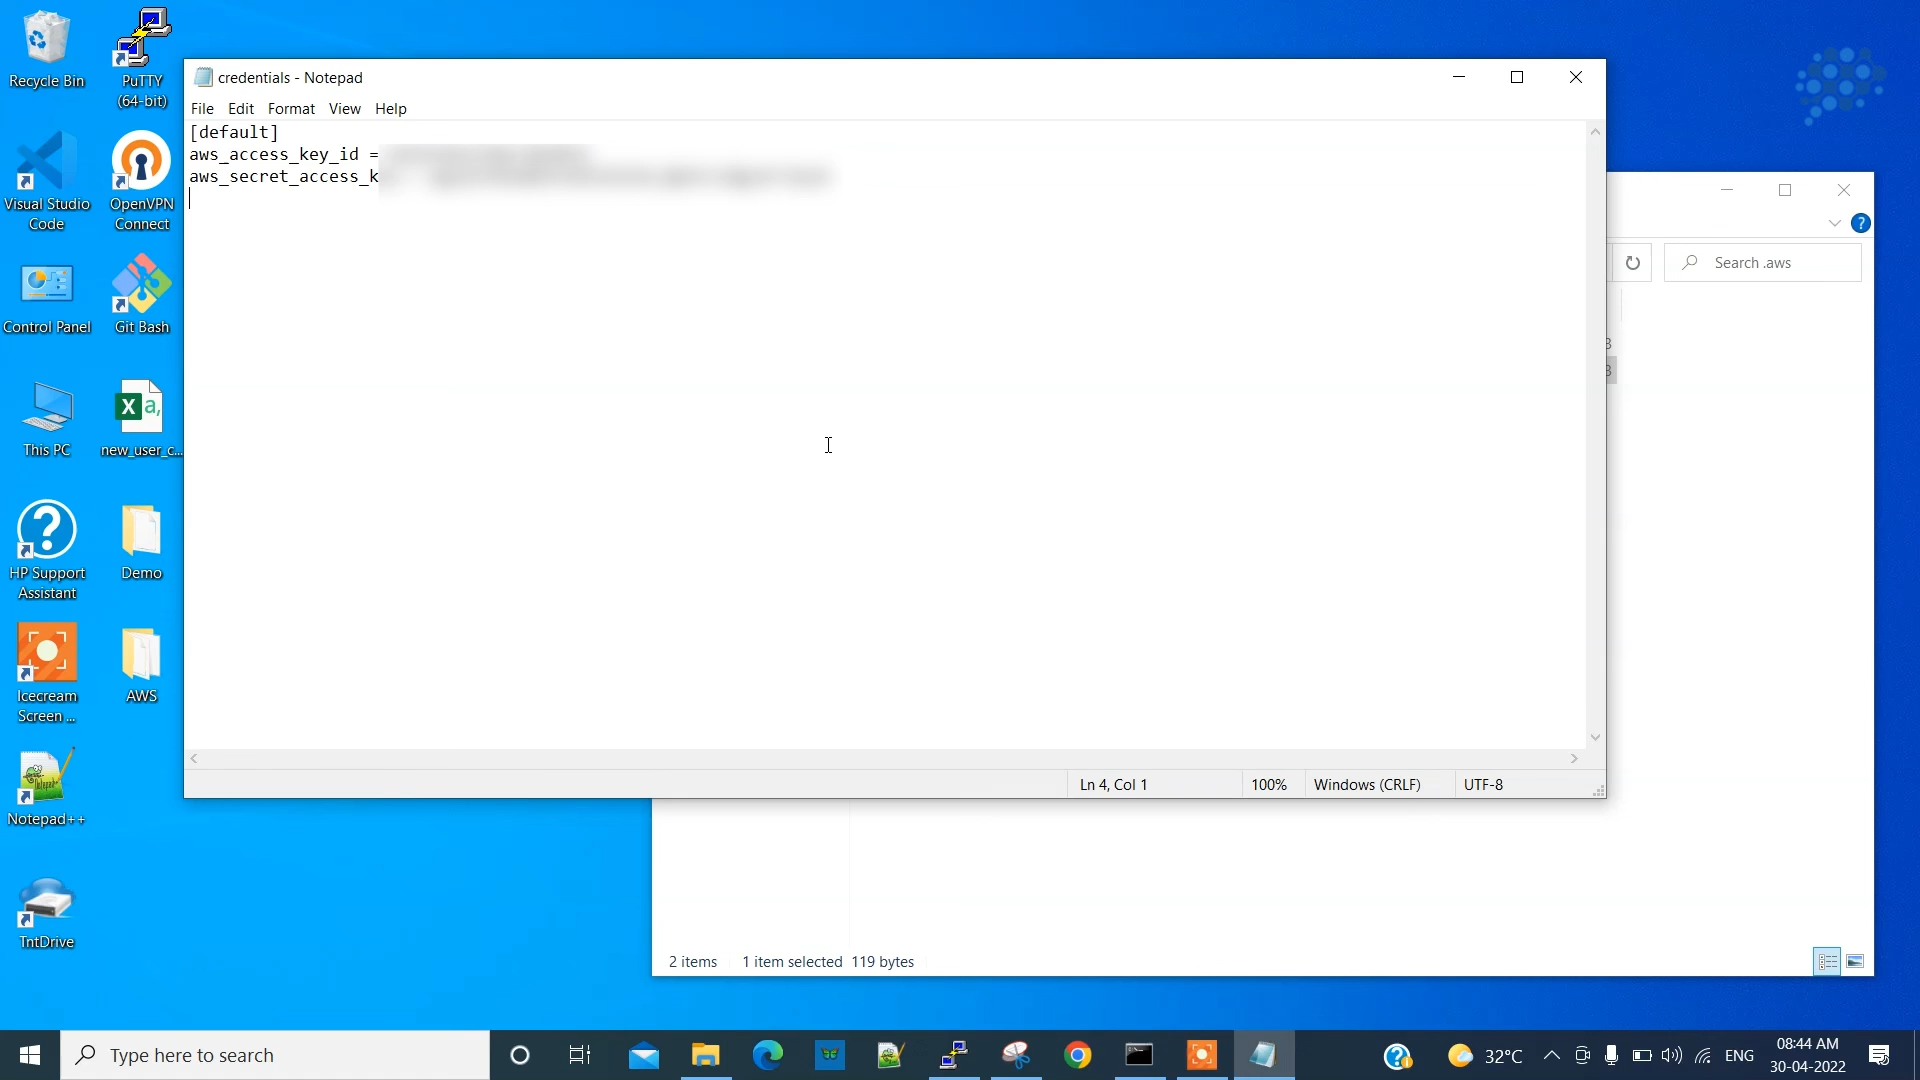 Recycle Bin
PuTTY
(64-bit)
Visual Studio
Code
OpenVPN
Connect
Control Panel
Git Bash
This PC
new_user_c...
HP Support
Assistant
Demo
Icecream
Screen ...
AWS
Notepad++
TntDrive
credentials - Notepad
File Edit Format View Help
[default]
aws_access_key_id =
aws_secret_access_k
Ln 4, Col 1
100%
Windows (CRLF)
UTF-8
Search .aws
2 items 1 item selected 119 bytes
Type here to search
32°C
ENG
08:44 AM
30-04-2022